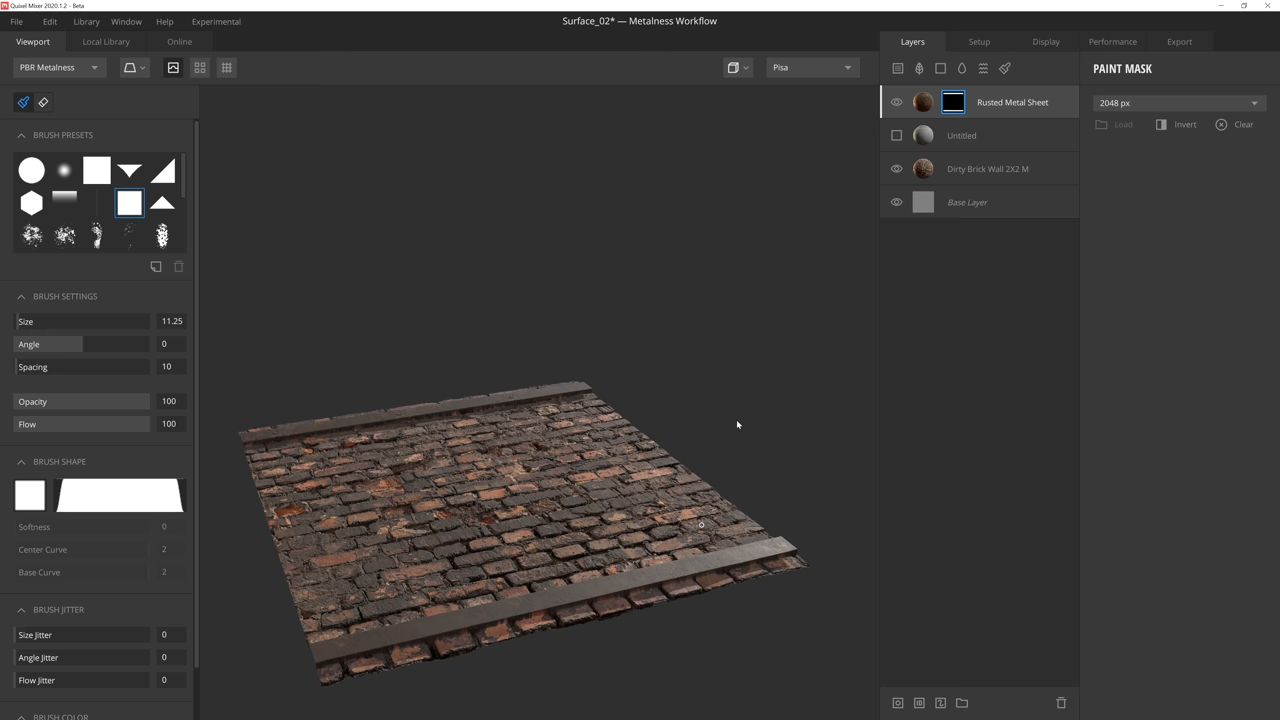 Quixel Mixer 2020.1.2 - Beta
File Edit Library Window Help Experimental
Surface_02* — Metalness Workflow
Viewport Local Library Online
Layers Setup Display Performance Export
PBR Metalness
Pisa
PAINT MASK
2048 px
Load Invert Clear
Rusted Metal Sheet
Untitled
Dirty Brick Wall 2X2 M
Base Layer
BRUSH PRESETS
BRUSH SETTINGS
Size 11.25
Angle 0
Spacing 10
Opacity 100
Flow 100
BRUSH SHAPE
Softness 0
Center Curve 2
Base Curve 2
BRUSH JITTER
Size Jitter 0
Angle Jitter 0
Flow Jitter 0
BRUSH COLOR